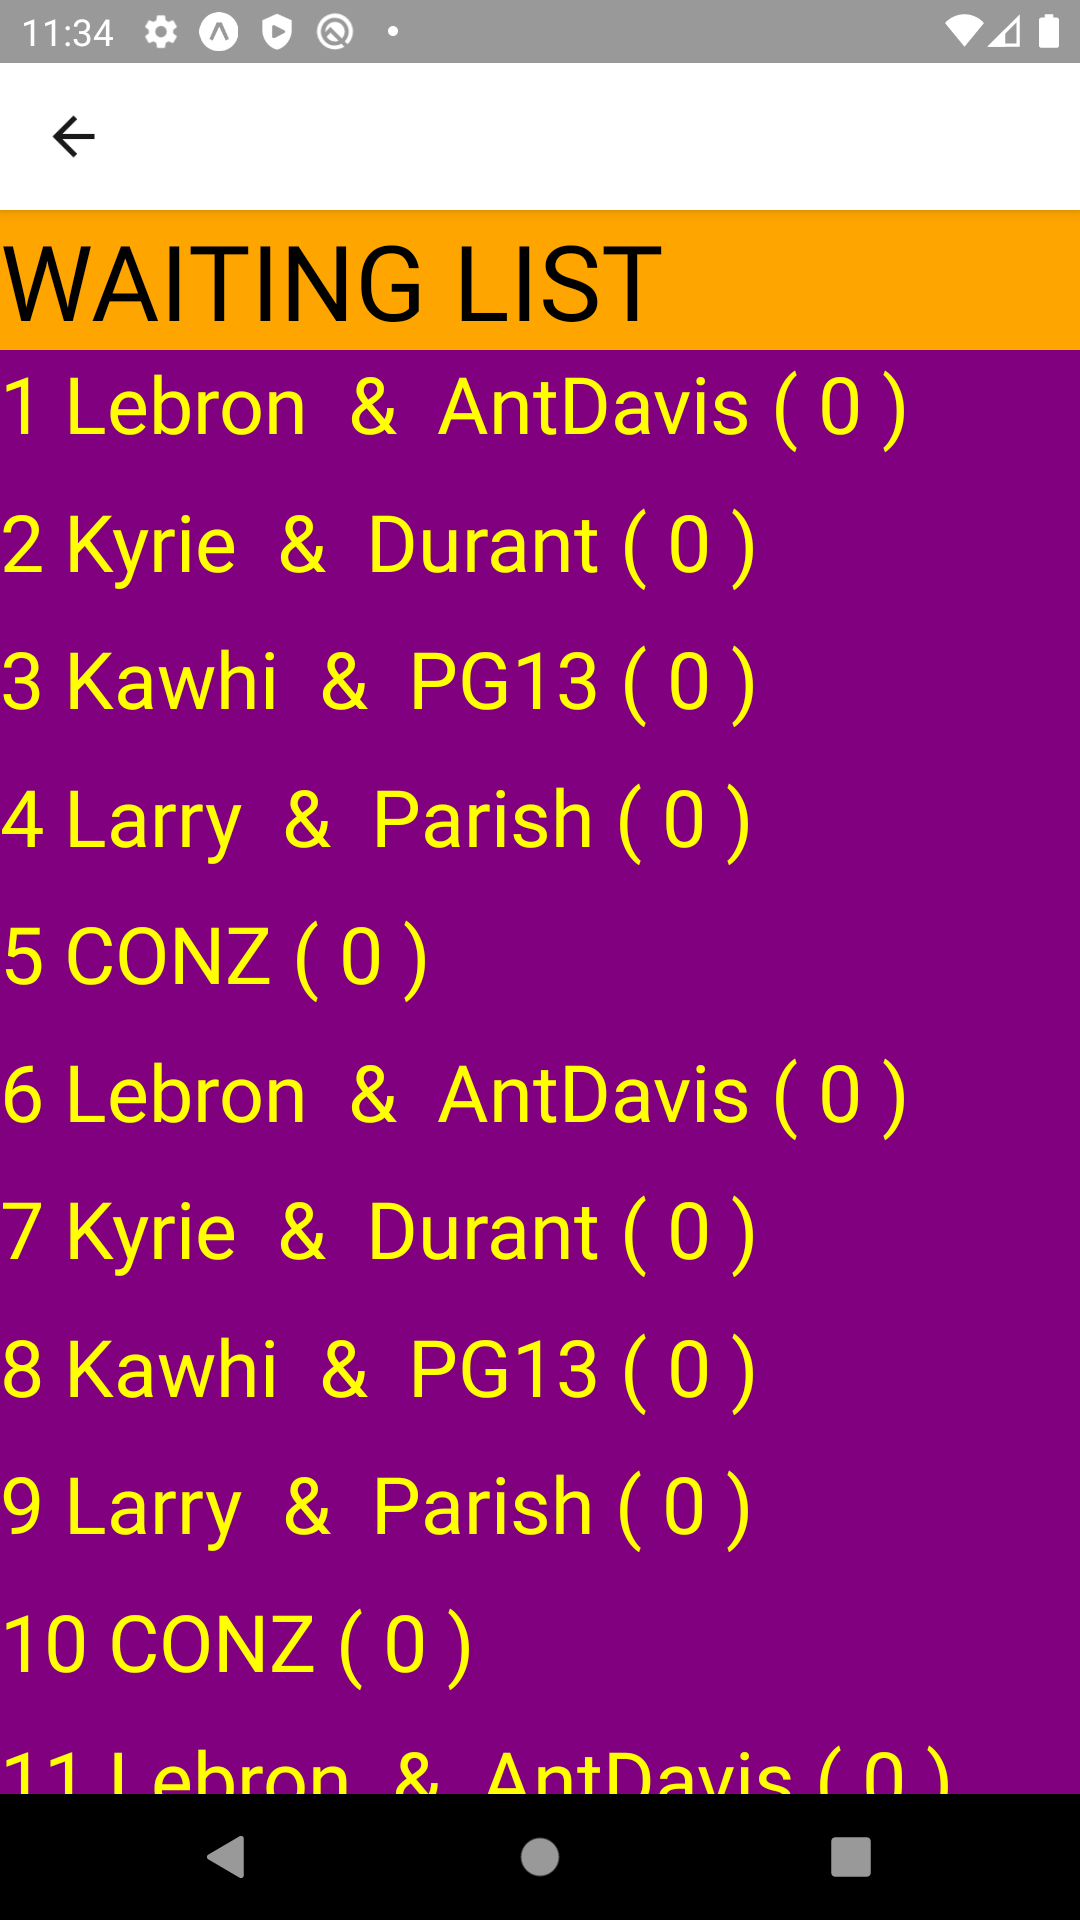 11:34
WAITING LIST
1 Lebron & AntDavis ( 0 )
2 Kyrie & Durant ( 0 )
3 Kawhi & PG13 ( 0 )
4 Larry & Parish ( 0 )
5 CONZ ( 0 )
6 Lebron & AntDavis ( 0 )
7 Kyrie & Durant ( 0 )
8 Kawhi & PG13 ( 0 )
9 Larry & Parish ( 0 )
10 CONZ ( 0 )
11 Lebron & AntDavis ( 0 )